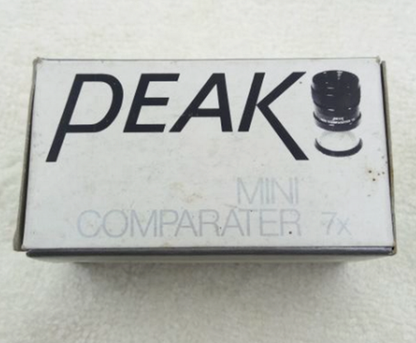 PEAK
MINI
COMPARATER 7x